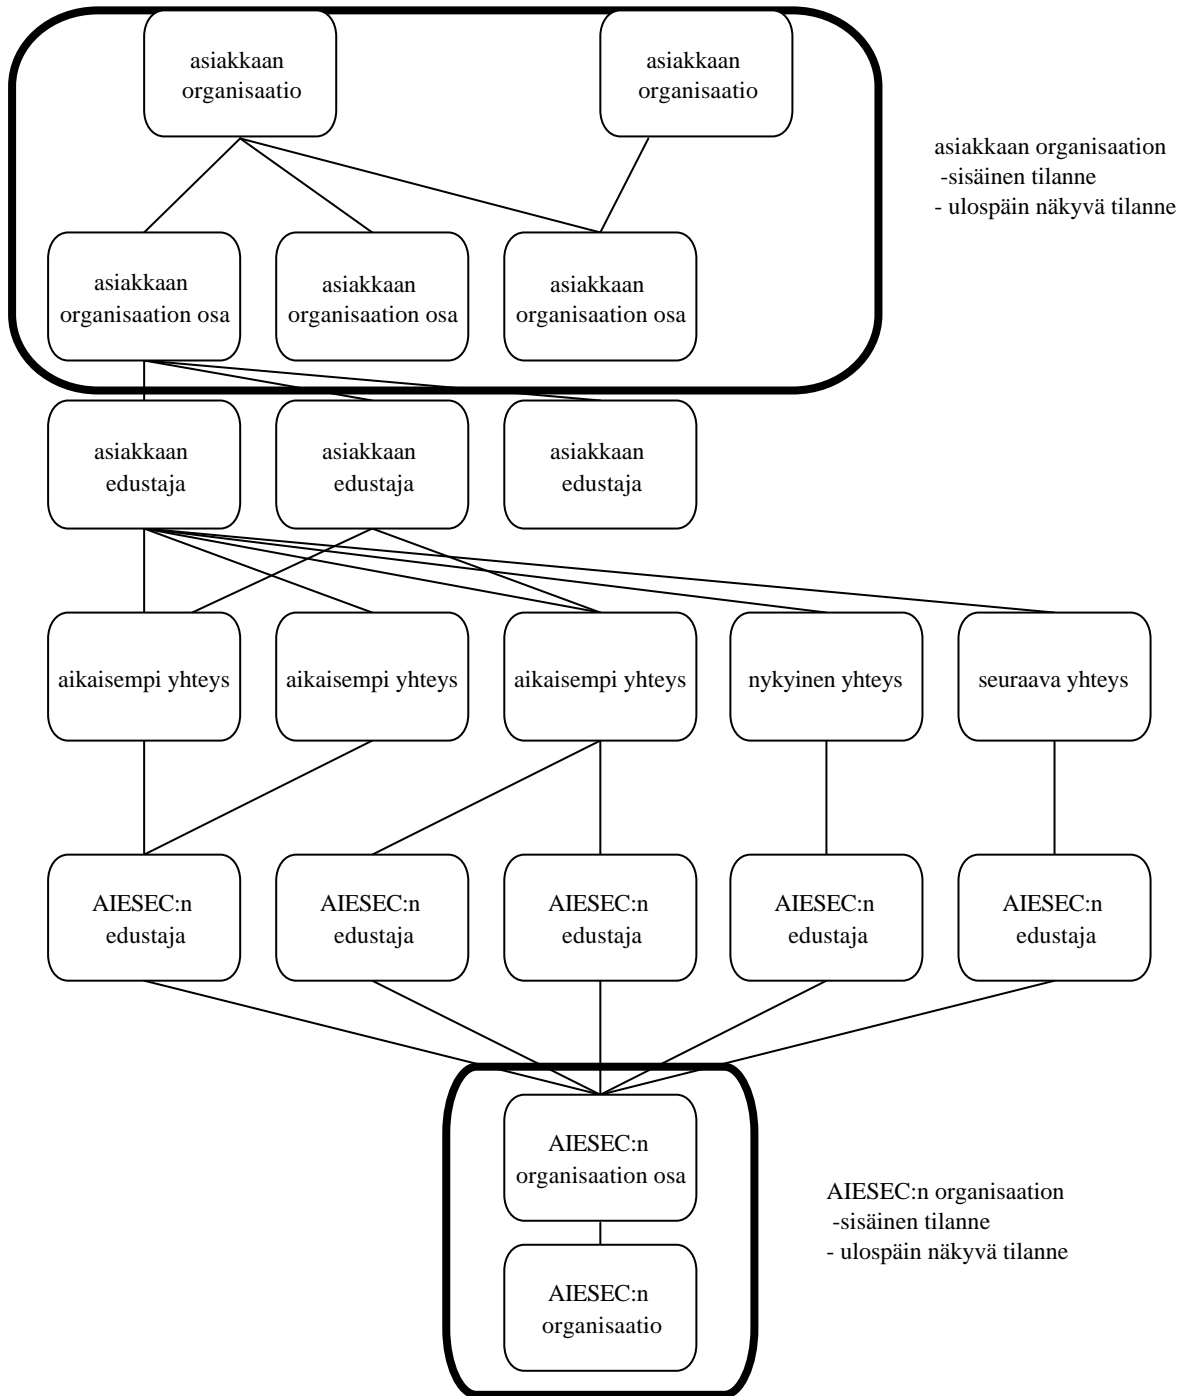 asiakkaan
organisaatio
asiakkaan
organisaatio
asiakkaan organisaation
-sisäinen tilanne
- ulospäin näkyvä tilanne
asiakkaan
organisaation osa
asiakkaan
organisaation osa
asiakkaan
organisaation osa
asiakkaan
edustaja
asiakkaan
edustaja
asiakkaan
edustaja
aikaisempi yhteys
aikaisempi yhteys
aikaisempi yhteys
nykyinen yhteys
seuraava yhteys
AIESEC:n
edustaja
AIESEC:n
edustaja
AIESEC:n
edustaja
AIESEC:n
edustaja
AIESEC:n
edustaja
AIESEC:n
organisaation osa
AIESEC:n organisaation
-sisäinen tilanne
- ulospäin näkyvä tilanne
AIESEC:n
organisaatio